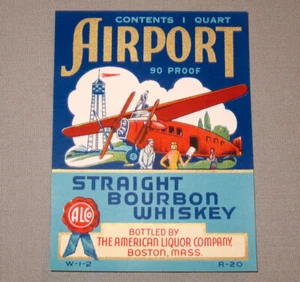 CONTENTS 1 QUART
AIRPORT
90 PROOF
STRAIGHT
BOURBON
WHISKEY
ALCO
BOTTLED BY
THE AMERICAN LIQUOR COMPANY,
BOSTON, MASS.
W-1-2
R-20